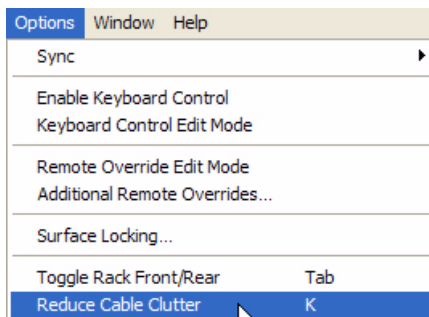 Options Window Help
Sync
Enable Keyboard Control
Keyboard Control Edit Mode
Remote Override Edit Mode
Additional Remote Overrides...
Surface Locking...
Toggle Rack Front/Rear Tab
Reduce Cable Clutter K